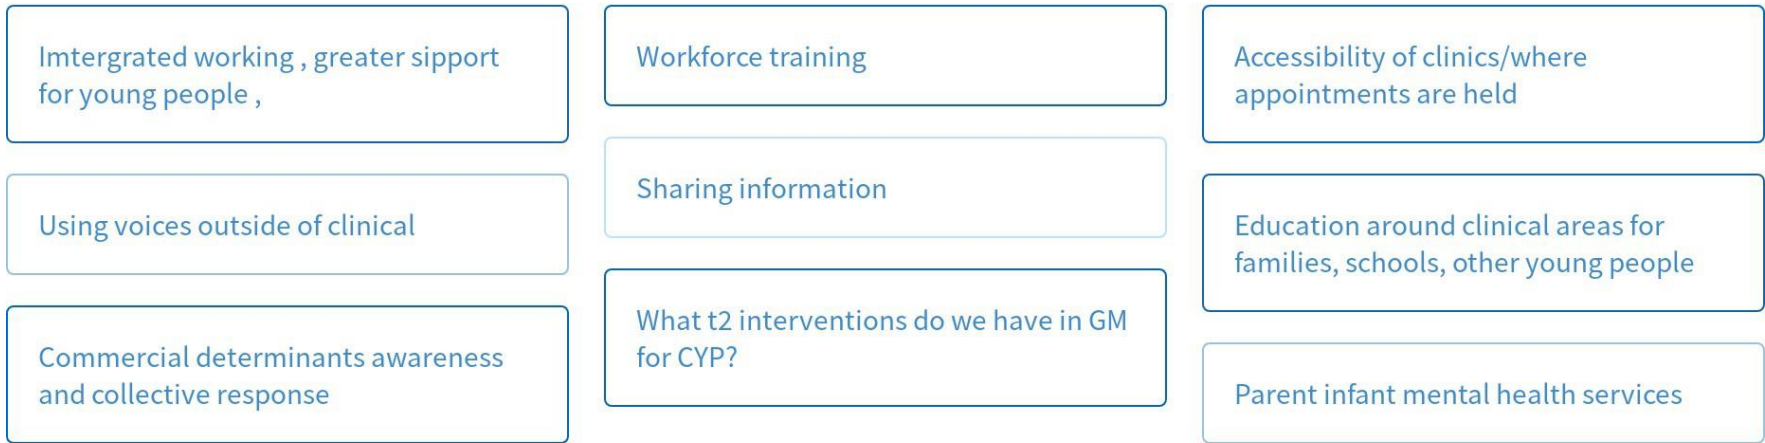 Imtergrated working , greater sipport
for young people ,
Using voices outside of clinical
Commercial determinants awareness
and collective response
Workforce training
Sharing information
What t2 interventions do we have in GM
for CYP?
Accessibility of clinics/where
appointments are held
Education around clinical areas for
families, schools, other young people
Parent infant mental health services